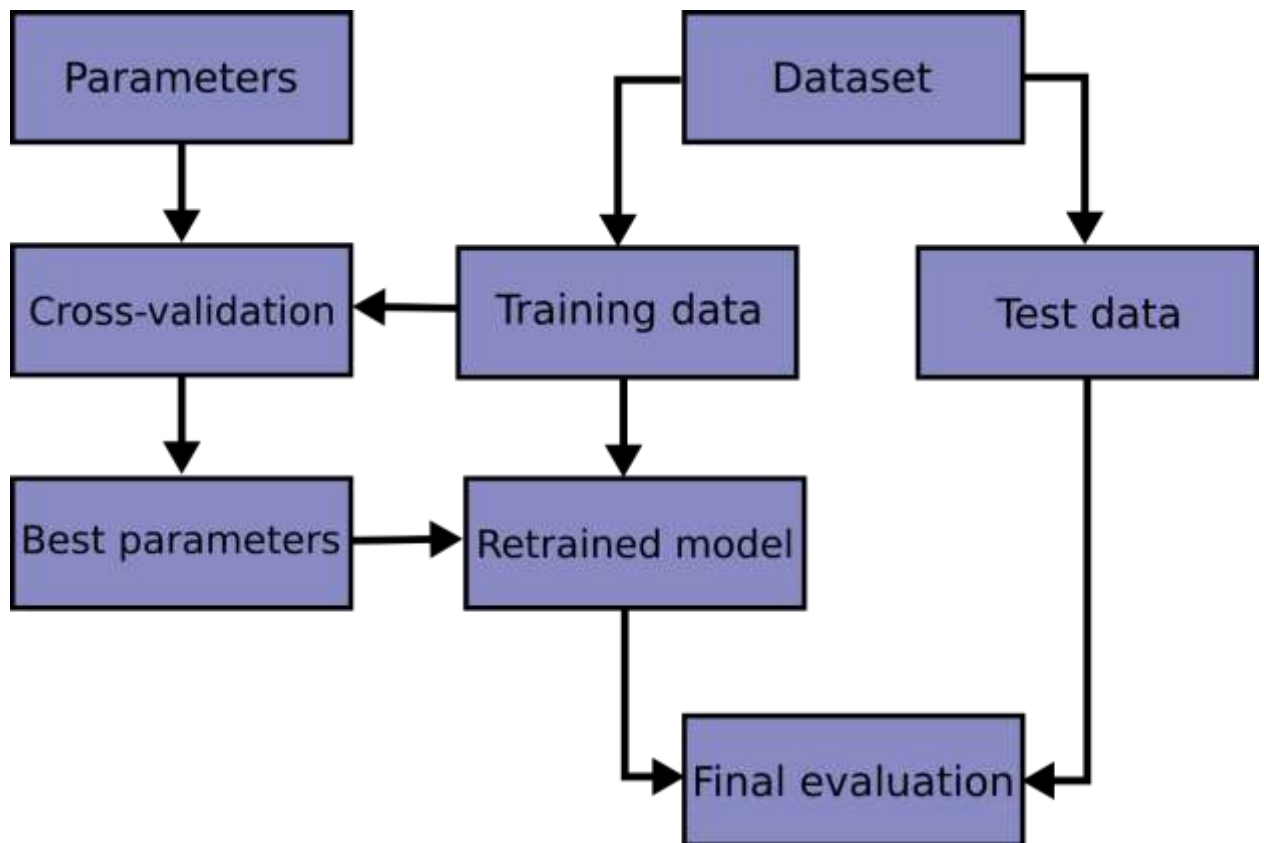 Parameters
Dataset
Cross-validation
Training data
Test data
Best parameters
Retrained model
Final evaluation